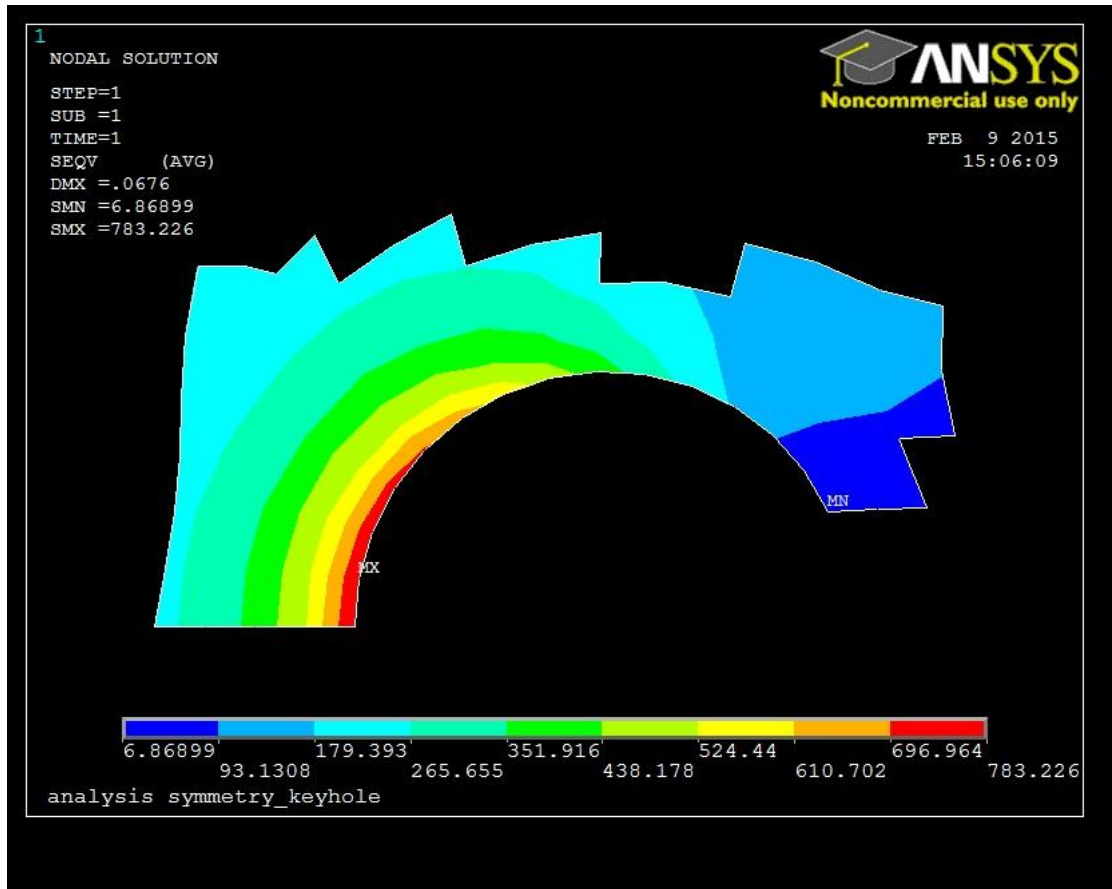 1
NODAL SOLUTION
STEP=1
SUB =1
TIME=1
SEQV (AVG)
DMX =.0676
SMN =6.86899
SMX =783.226
ANSYS
Noncommercial use only
FEB 9 2015
15:06:09
MN
MX
6.86899 179.393 351.916 524.44 696.964
93.1308 265.655 438.178 610.702 783.226
analysis symmetry_keyhole